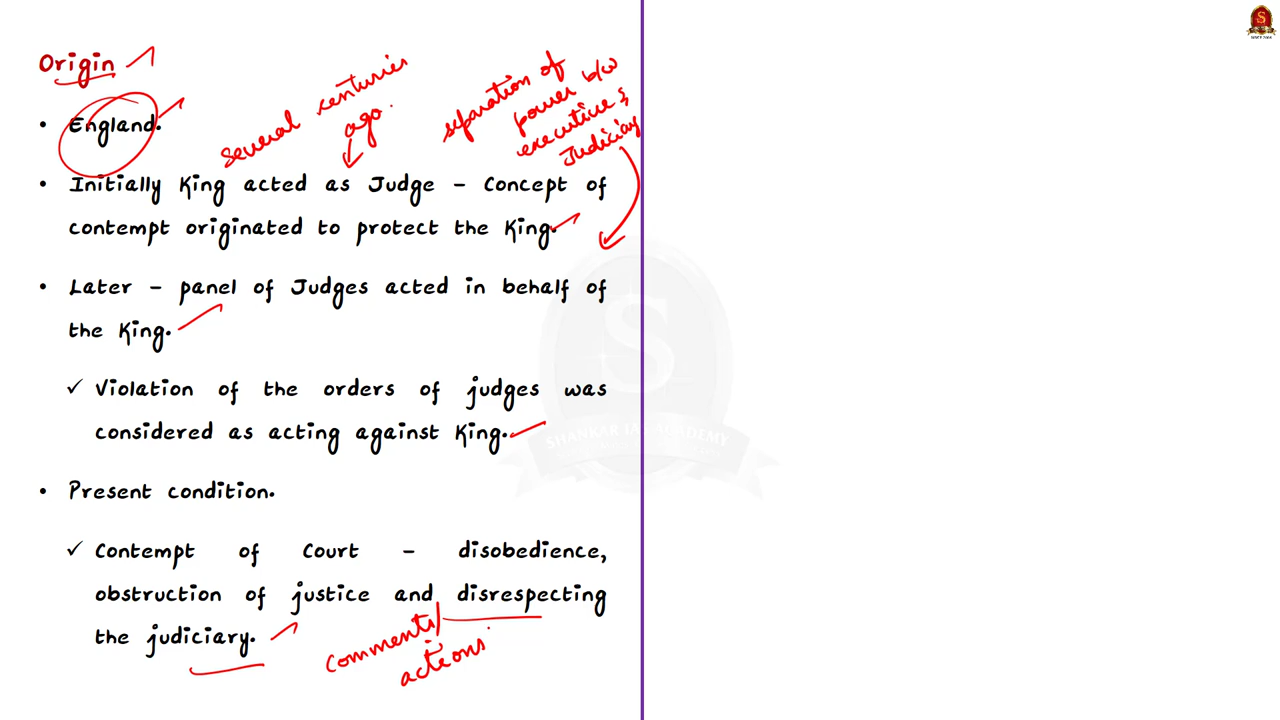 Origin
• England.
several centuries
ago.
separation of
power b/w
executive &
Judiciary
• Initially King acted as Judge – Concept of
contempt originated to protect the King.
• Later – panel of Judges acted in behalf of
the King.
✓ Violation of the orders of judges was
considered as acting against King.
• Present condition.
✓ Contempt of Court – disobedience,
obstruction of justice and disrespecting
the judiciary.
comments/
actions
S
SHANKAR IAS ACADEMY